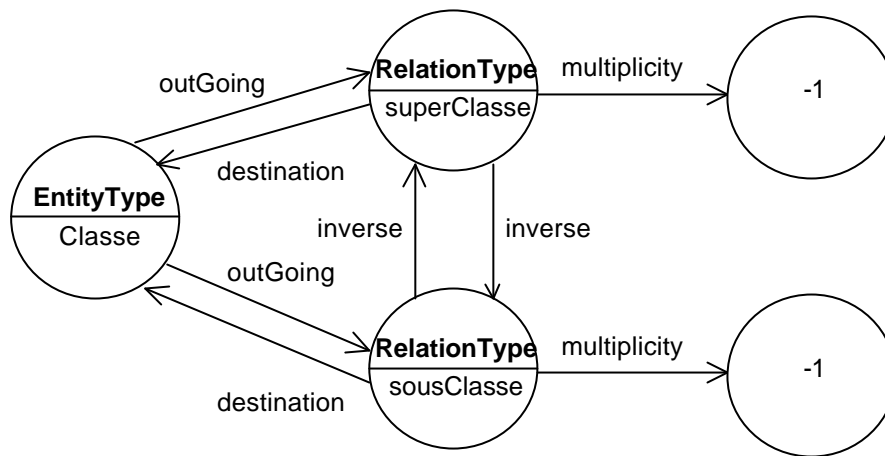 RelationType
superClasse
multiplicity
-1
outGoing
destination
EntityType
Classe
inverse
inverse
outGoing
destination
RelationType
sousClasse
multiplicity
-1